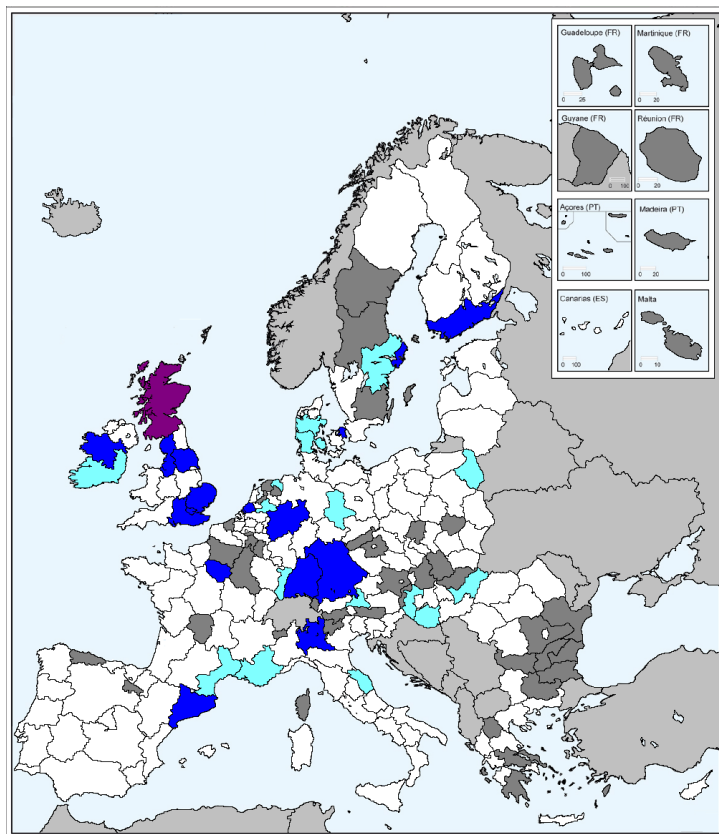 Guadeloupe (FR)
Martinique (FR)
0 25
0 20
Guyane (FR)
Réunion (FR)
0 100
0 20
Açores (PT)
Madeira (PT)
0 100
0 20
Canarias (ES)
Malta
0 100
0 10